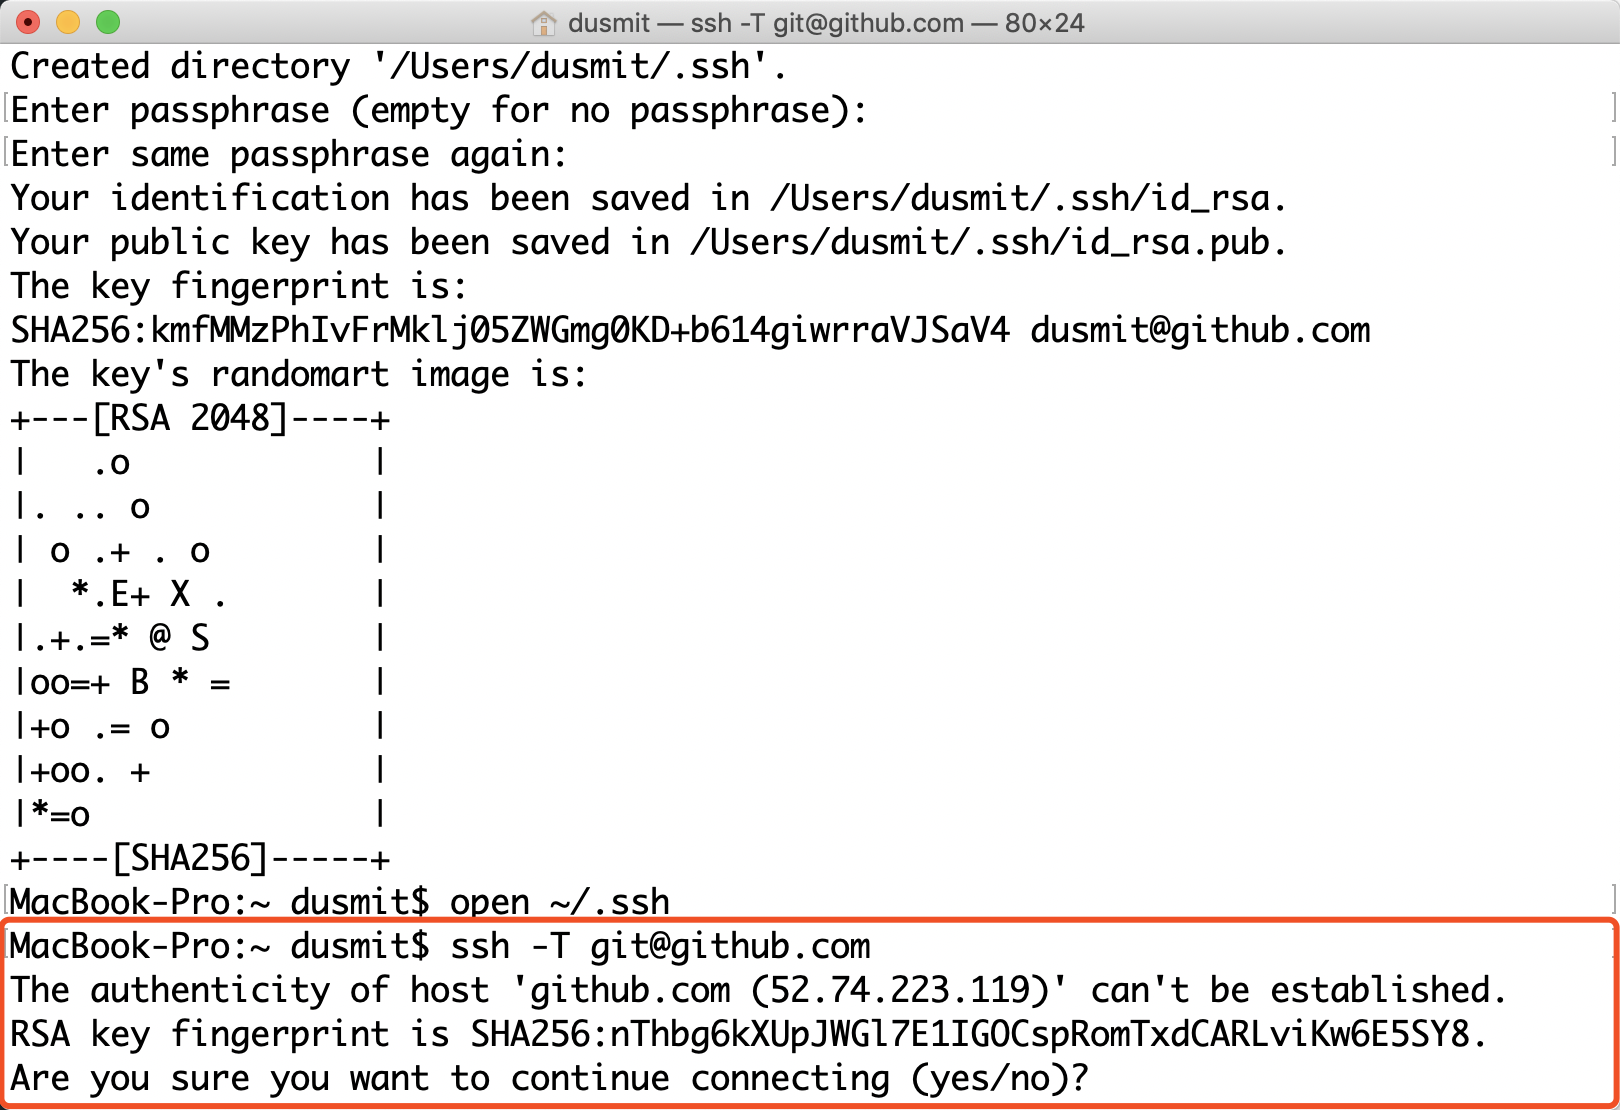 dusmit — ssh -T git@github.com — 80×24
Created directory '/Users/dusmit/.ssh'.
Enter passphrase (empty for no passphrase):
Enter same passphrase again:
Your identification has been saved in /Users/dusmit/.ssh/id_rsa.
Your public key has been saved in /Users/dusmit/.ssh/id_rsa.pub.
The key fingerprint is:
SHA256:kmfMMzPhIvFrMklj05ZWGmg0KD+b614giwrraVJSaV4 dusmit@github.com
The key's randomart image is:
+---[RSA 2048]----+
|   .o            |
|. .. o           |
| o .+ . o        |
|  *.E+ X .       |
|.+.=* @ S        |
|oo=+ B * =       |
|+o .= o          |
|+oo. +           |
|*=o              |
+----[SHA256]-----+
MacBook-Pro:~ dusmit$ open ~/.ssh
MacBook-Pro:~ dusmit$ ssh -T git@github.com
The authenticity of host 'github.com (52.74.223.119)' can't be established.
RSA key fingerprint is SHA256:nThbg6kXUpJWGl7E1IGOCspRomTxdCARLviKw6E5SY8.
Are you sure you want to continue connecting (yes/no)?